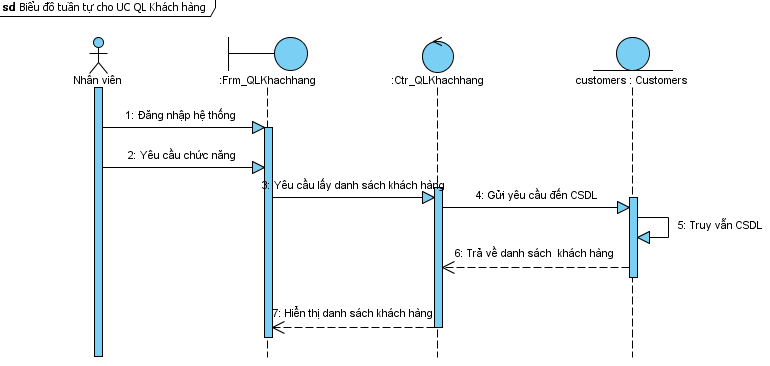 sd Biểu đồ tuần tự cho UC QL Khách hàng
Nhân viên
:Frm_QLKhachhang
:Ctr_QLKhachhang
customers : Customers
1: Đăng nhập hệ thống
2: Yêu cầu chức năng
3: Yêu cầu lấy danh sách khách hàng
4: Gửi yêu cầu đến CSDL
5: Truy vẫn CSDL
6: Trả về danh sách khách hàng
7: Hiển thị danh sách khách hàng